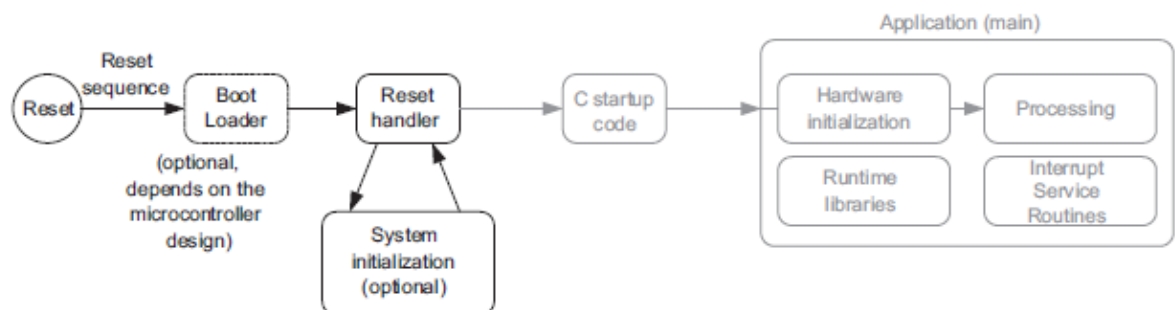 Application (main)
Reset
sequence
Reset
Boot
Loader
Reset
handler
C startup
code
Hardware
initialization
Processing
(optional,
depends on the
microcontroller
design)
System
initialization
(optional)
Runtime
libraries
Interrupt
Service
Routines